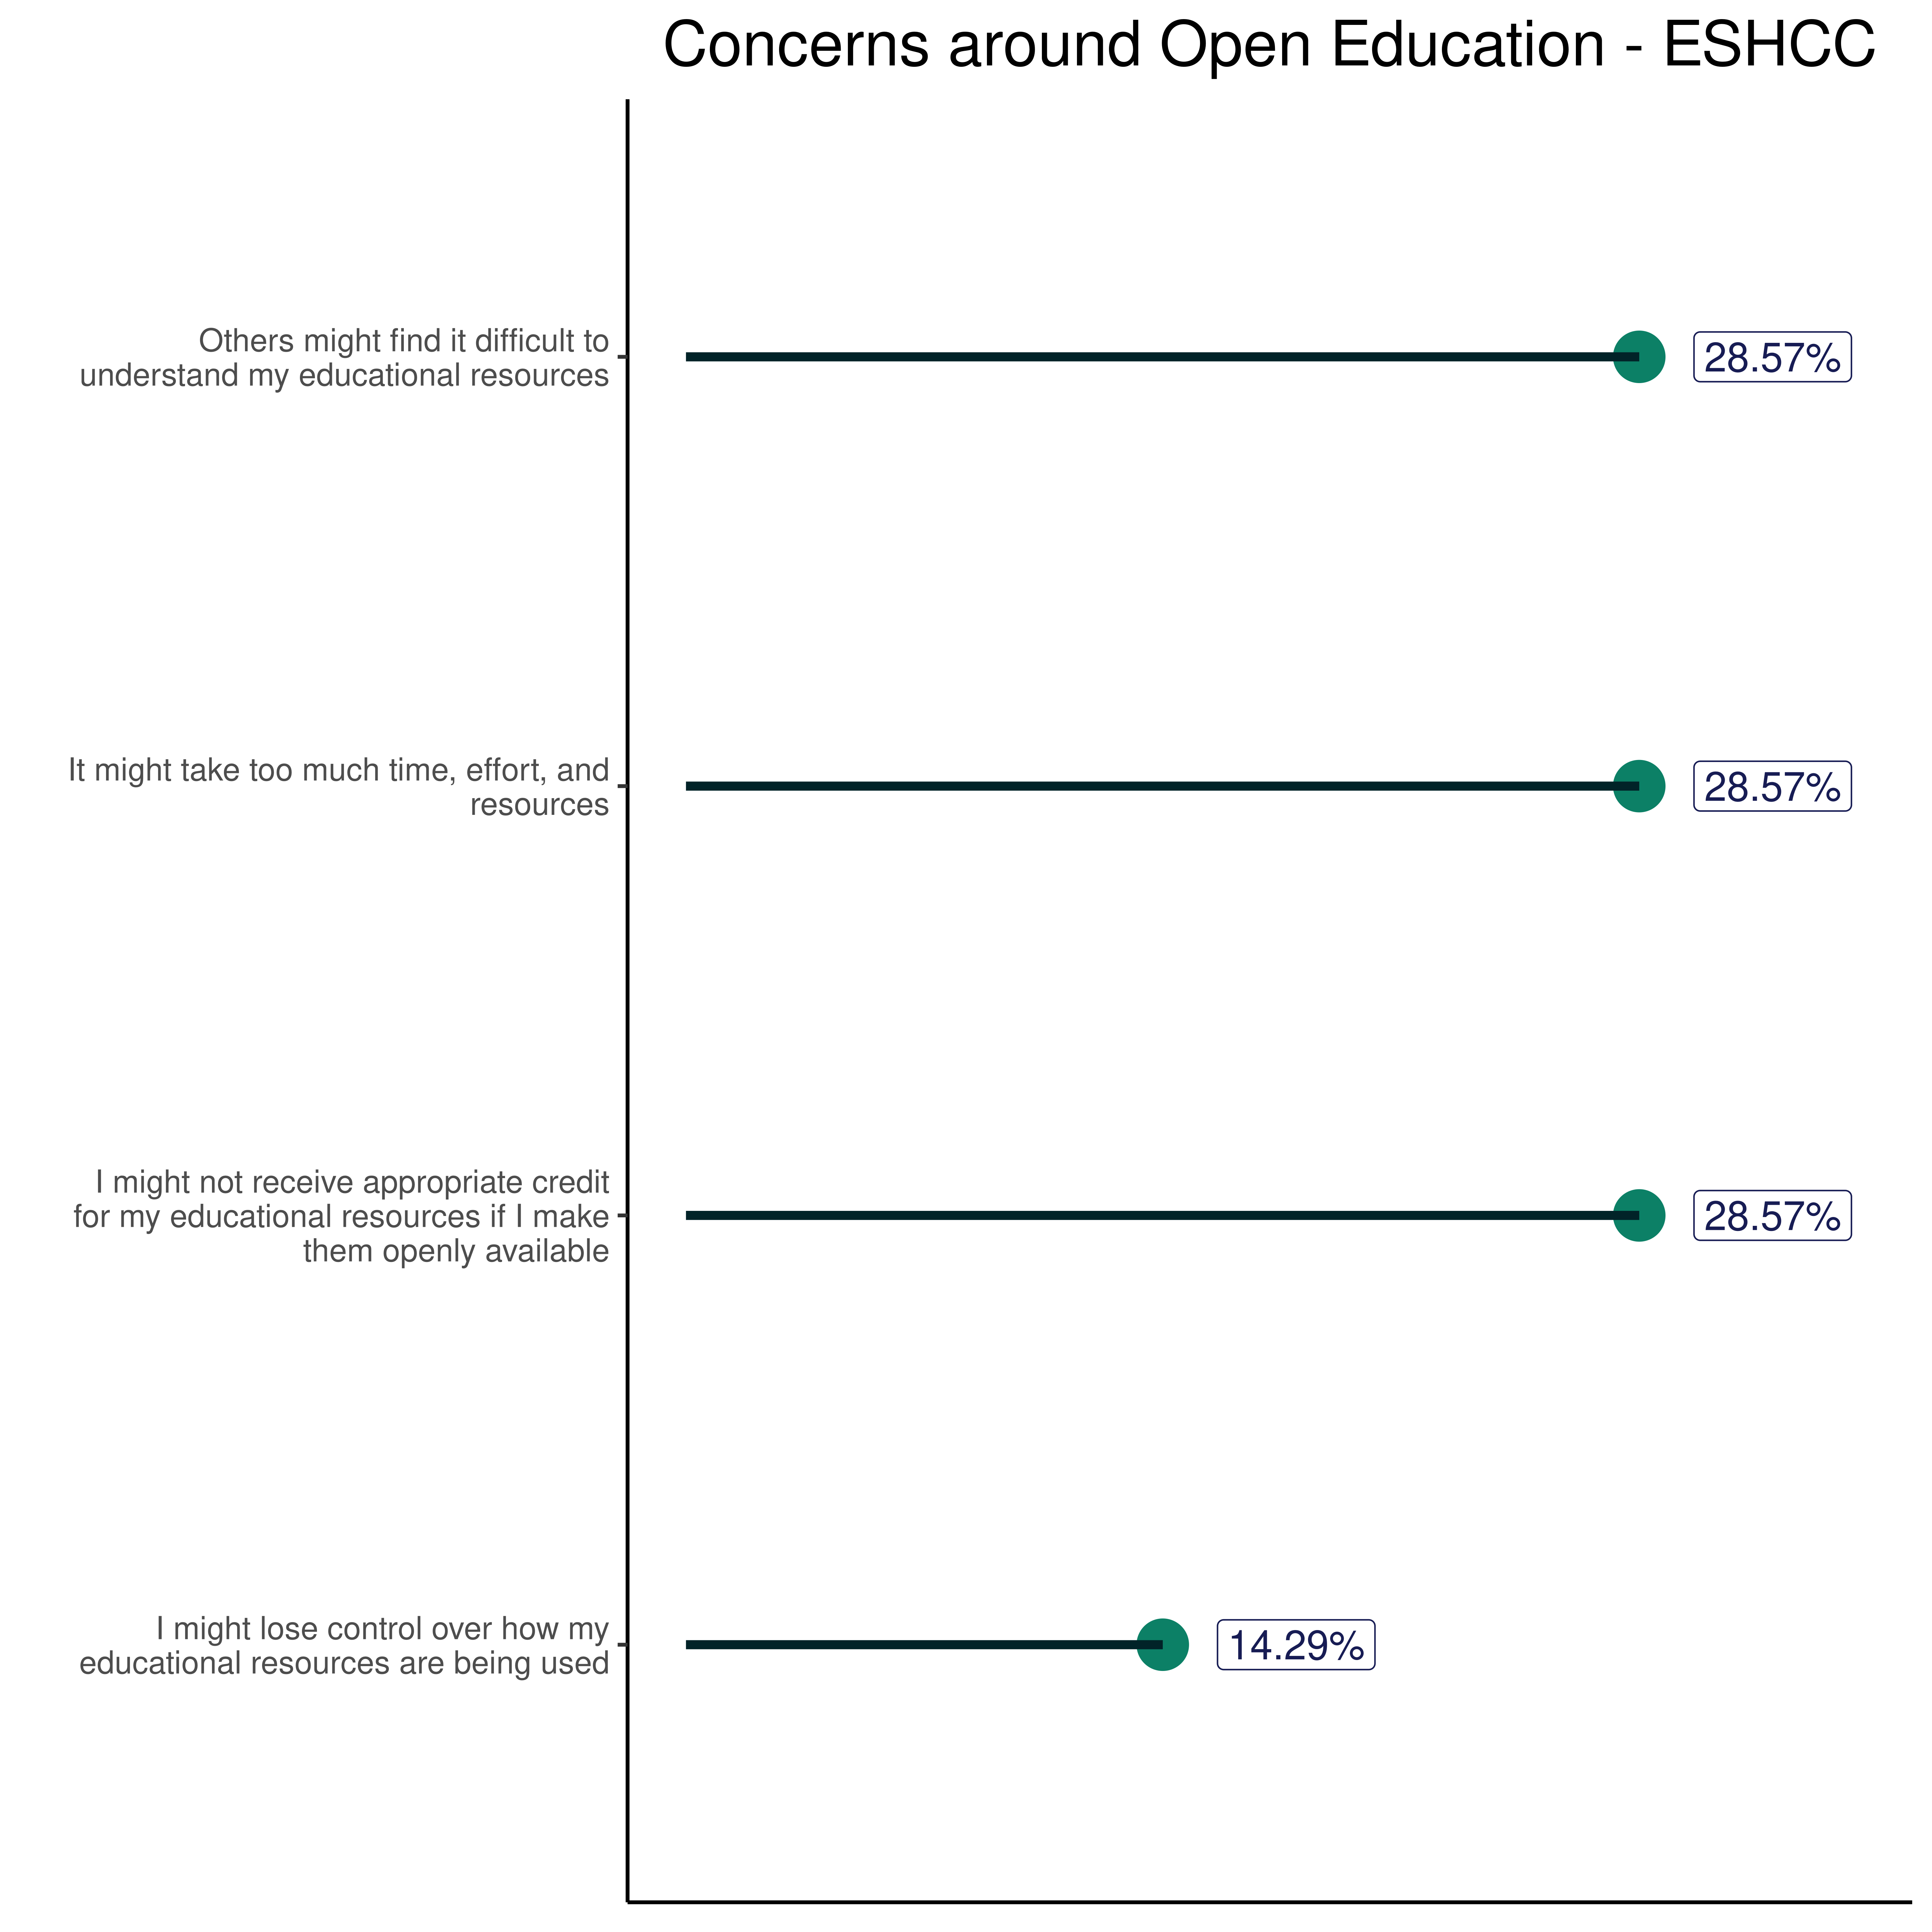 Concerns around Open Education - ESHCC
Others might find it difficult to
understand my educational resources
28.57%
It might take too much time, effort, and
resources
28.57%
I might not receive appropriate credit
for my educational resources if I make
them openly available
28.57%
I might lose control over how my
educational resources are being used
14.29%